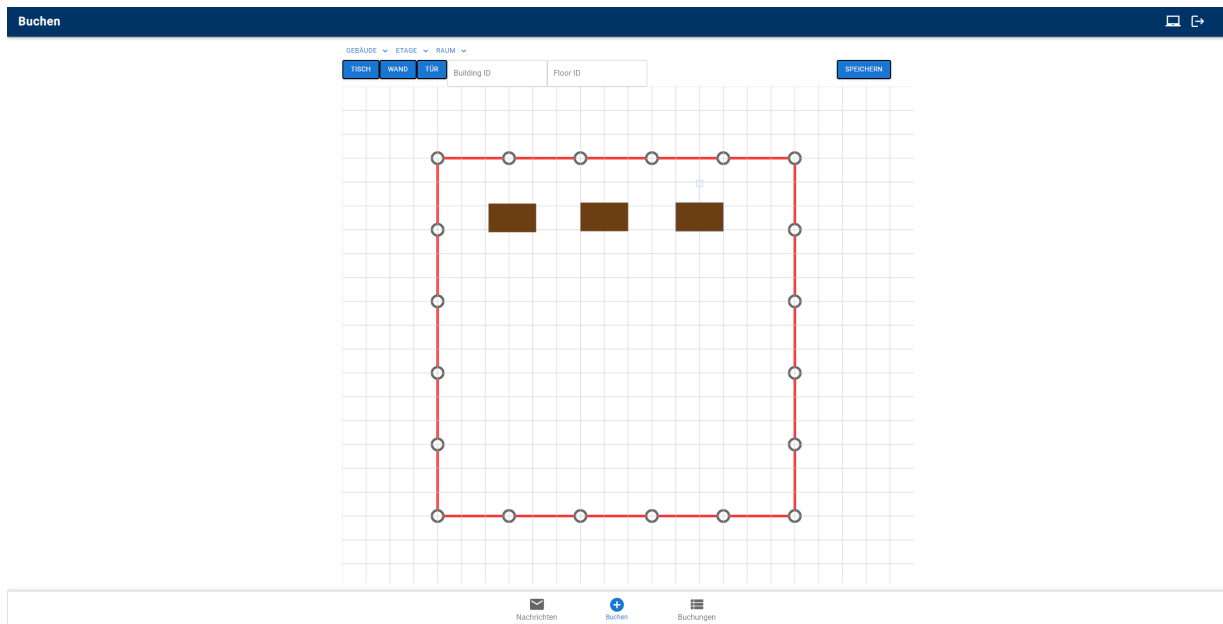 Buchen
GEBÄUDE ETAGE RAUM
TISCH WAND TÜR Building ID Floor ID SPEICHERN
Nachrichten Buchen Buchungen